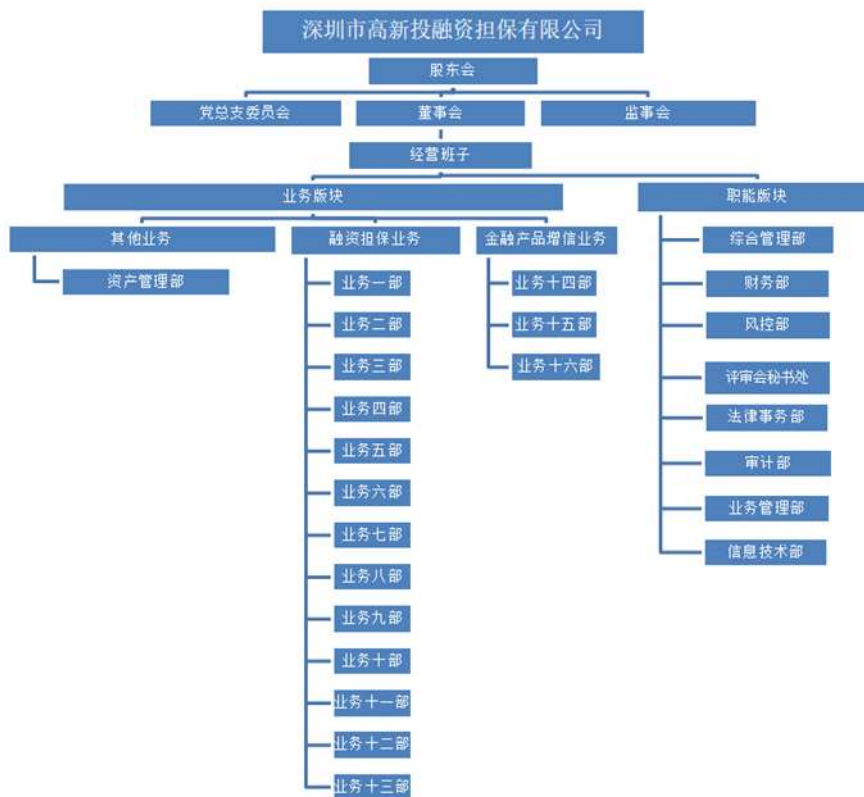 深圳市高新投融资担保有限公司
股东会
党总支委员会
董事会
监事会
经营班子
业务版块
职能版块
其他业务
融资担保业务
金融产品增信业务
综合管理部
资产管理部
业务一部
业务十四部
财务部
业务二部
业务十五部
风控部
业务三部
业务十六部
评审会秘书处
业务四部
法律事务部
业务五部
审计部
业务六部
业务管理部
业务七部
信息技术部
业务八部
业务九部
业务十部
业务十一部
业务十二部
业务十三部